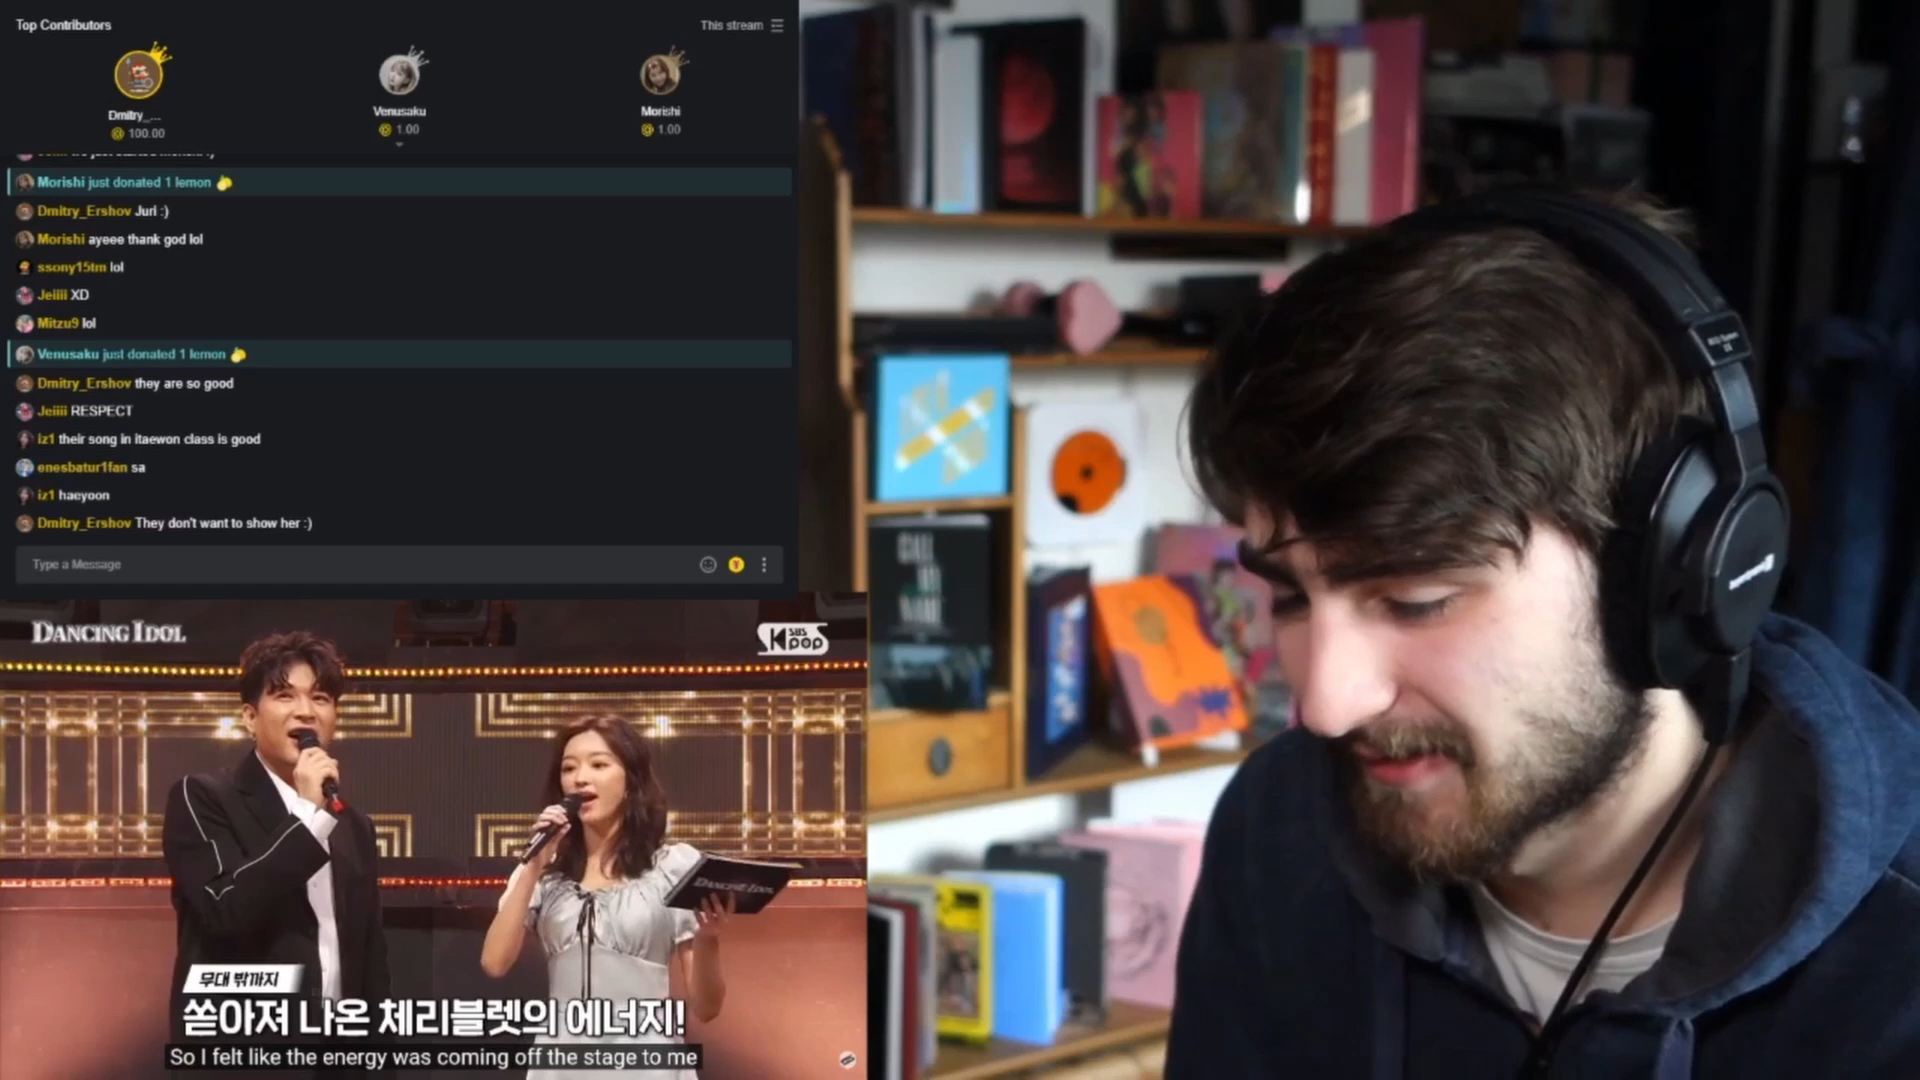 Top Contributors
This stream
Dmitry_...
100.00
Venusaku
1.00
Morishi
1.00
Morishi just donated 1 lemon
Dmitry_Ershov Juri :)
Morishi ayeee thank god lol
ssony15tm lol
Jeiiii XD
Mitzu9 lol
Venusaku just donated 1 lemon
Dmitry_Ershov they are so good
Jeiiii RESPECT
iz1 their song in itaewon class is good
enesbatur1fan sa
iz1 haeyoon
Dmitry_Ershov They don't want to show her :)
Type a Message
DANCING IDOL
SBS
Kpop
DANCING IDOL
무대 밖까지
쏟아져 나온 체리블렛의 에너지!
So I felt like the energy was coming off the stage to me
CALL
MY
NAME